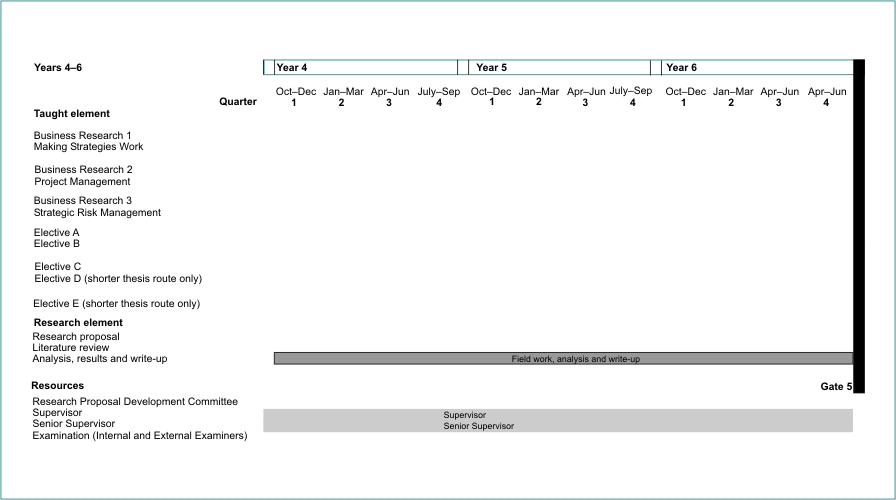 Years 4–6 Year 4 Year 5 Year 6
Oct–Dec Jan–Mar Apr–Jun July–Sep Oct–Dec Jan–Mar Apr–Jun July–Sep Oct–Dec Jan–Mar Apr–Jun Apr–Jun
Quarter 1 2 3 4 1 2 3 4 1 2 3 4
Taught element
Business Research 1
Making Strategies Work
Business Research 2
Project Management
Business Research 3
Strategic Risk Management
Elective A
Elective B
Elective C
Elective D (shorter thesis route only)
Elective E (shorter thesis route only)
Research element
Research proposal
Literature review
Analysis, results and write-up Field work, analysis and write-up
Resources Gate 5
Research Proposal Development Committee
Supervisor Supervisor
Senior Supervisor Senior Supervisor
Examination (Internal and External Examiners)